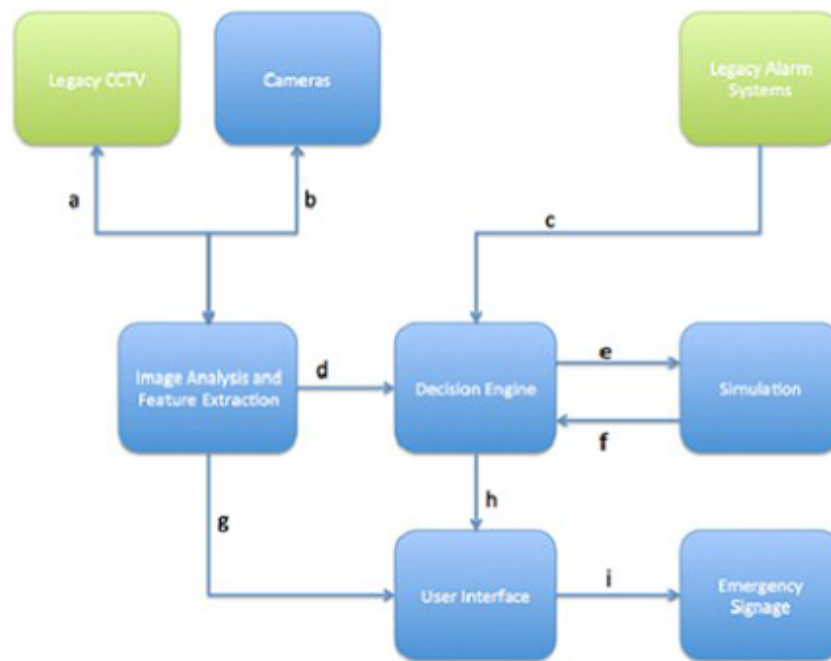 Legacy CCTV
Cameras
Legacy Alarm
Systems
a
b
c
Image Analysis and
Feature Extraction
d
Decision Engine
e
f
Simulation
g
h
User Interface
i
Emergency
Signage